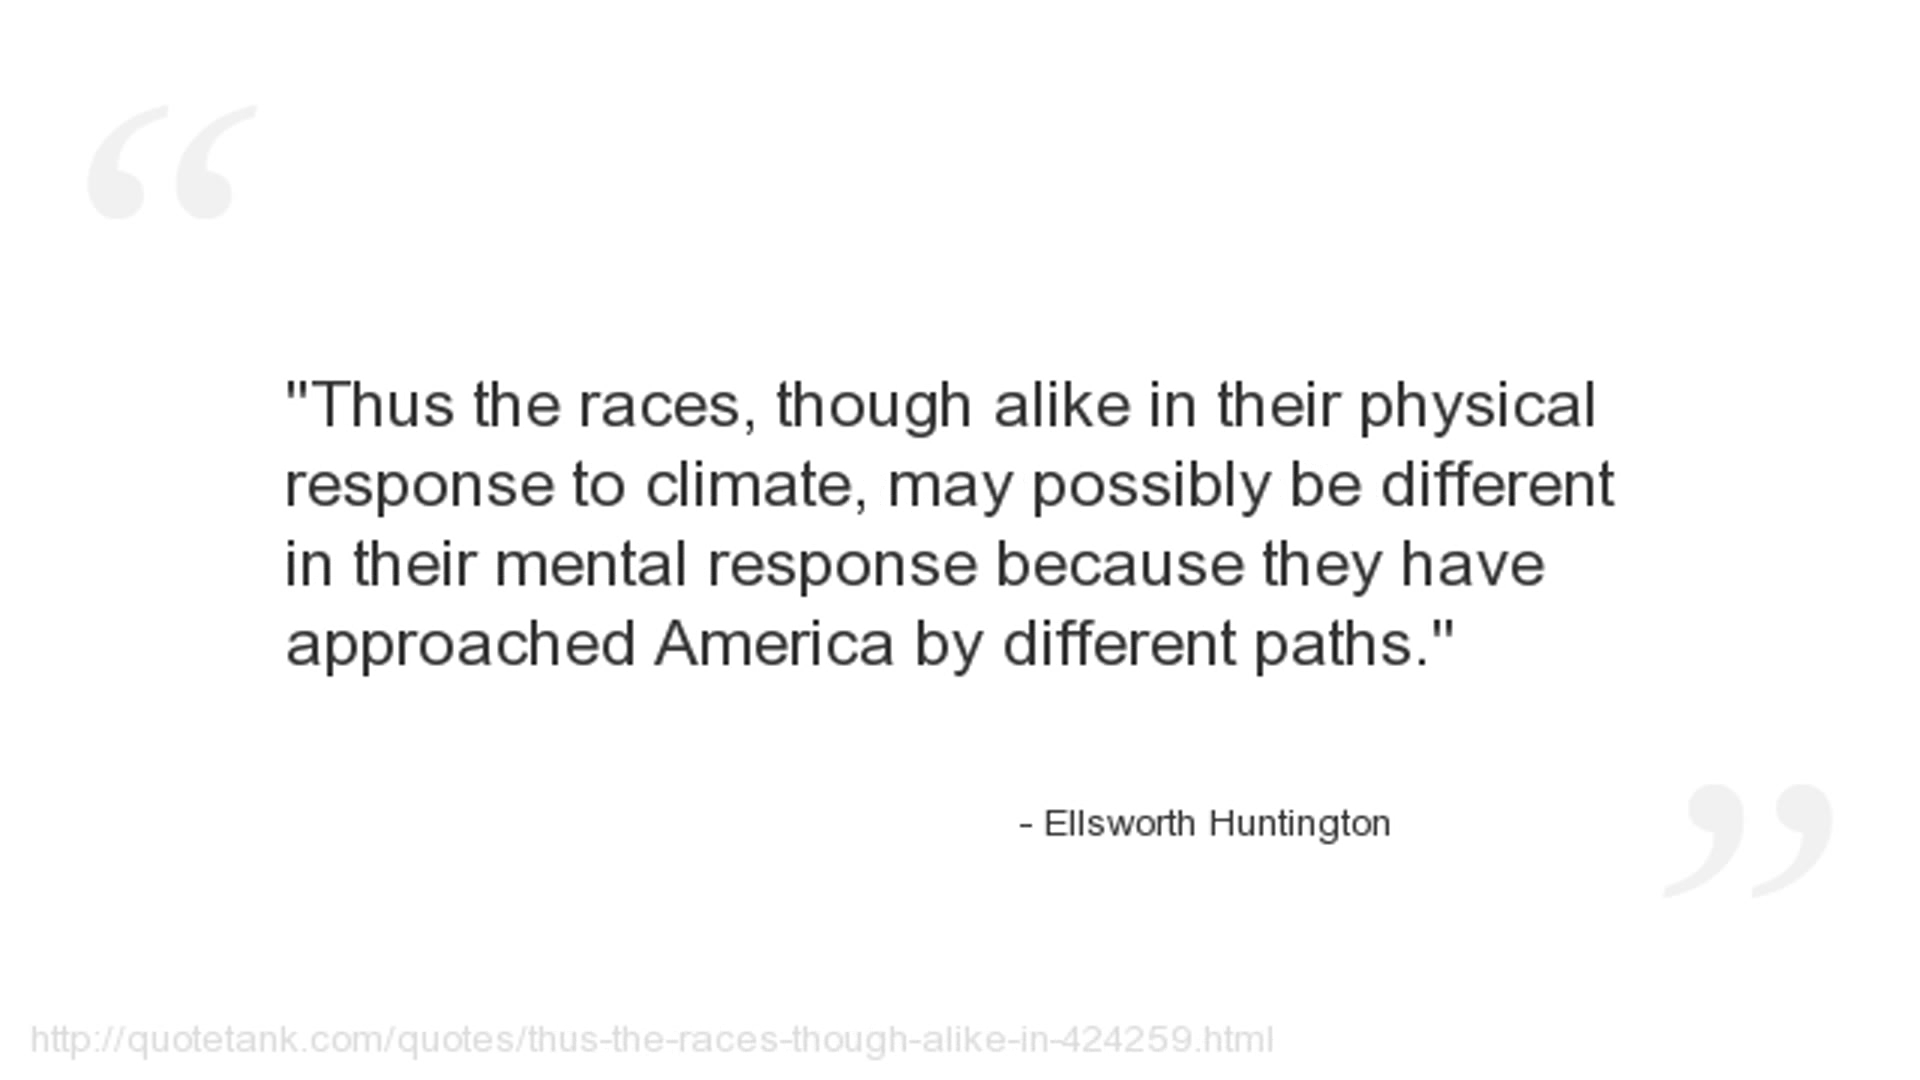 "Thus the races, though alike in their physical
response to climate, may possibly be different
in their mental response because they have
approached America by different paths."
- Ellsworth Huntington
http://quotetank.com/quotes/thus-the-races-though-alike-in-424259.html